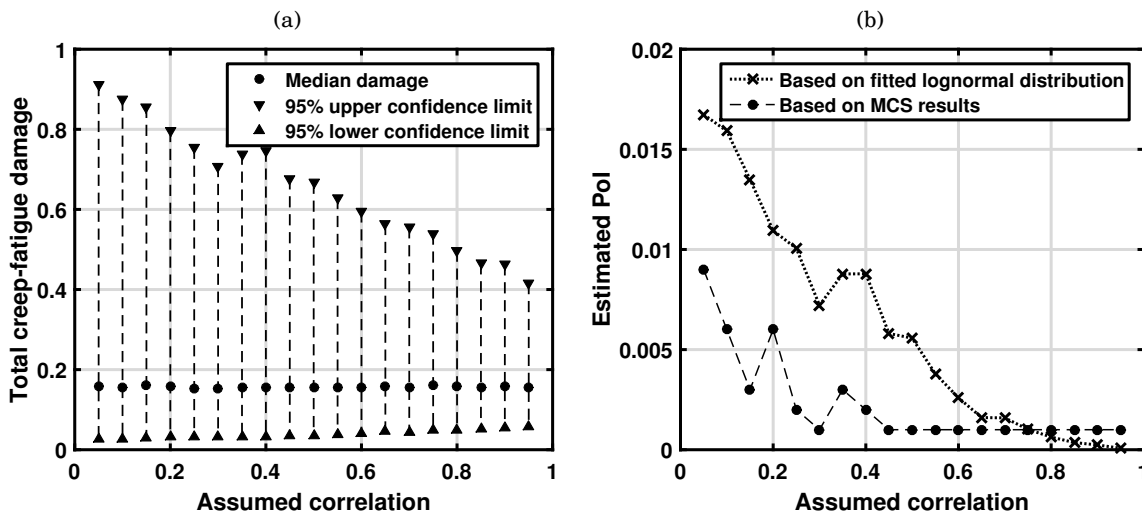 (a)
Total creep-fatigue damage
1
0.8
0.6
0.4
0.2
0
Median damage
95% upper confidence limit
95% lower confidence limit
0 0.2 0.4 0.6 0.8 1
Assumed correlation
(b)
Estimated PoI
0.02
0.015
0.01
0.005
0
Based on fitted lognormal distribution
Based on MCS results
0 0.2 0.4 0.6 0.8 1
Assumed correlation